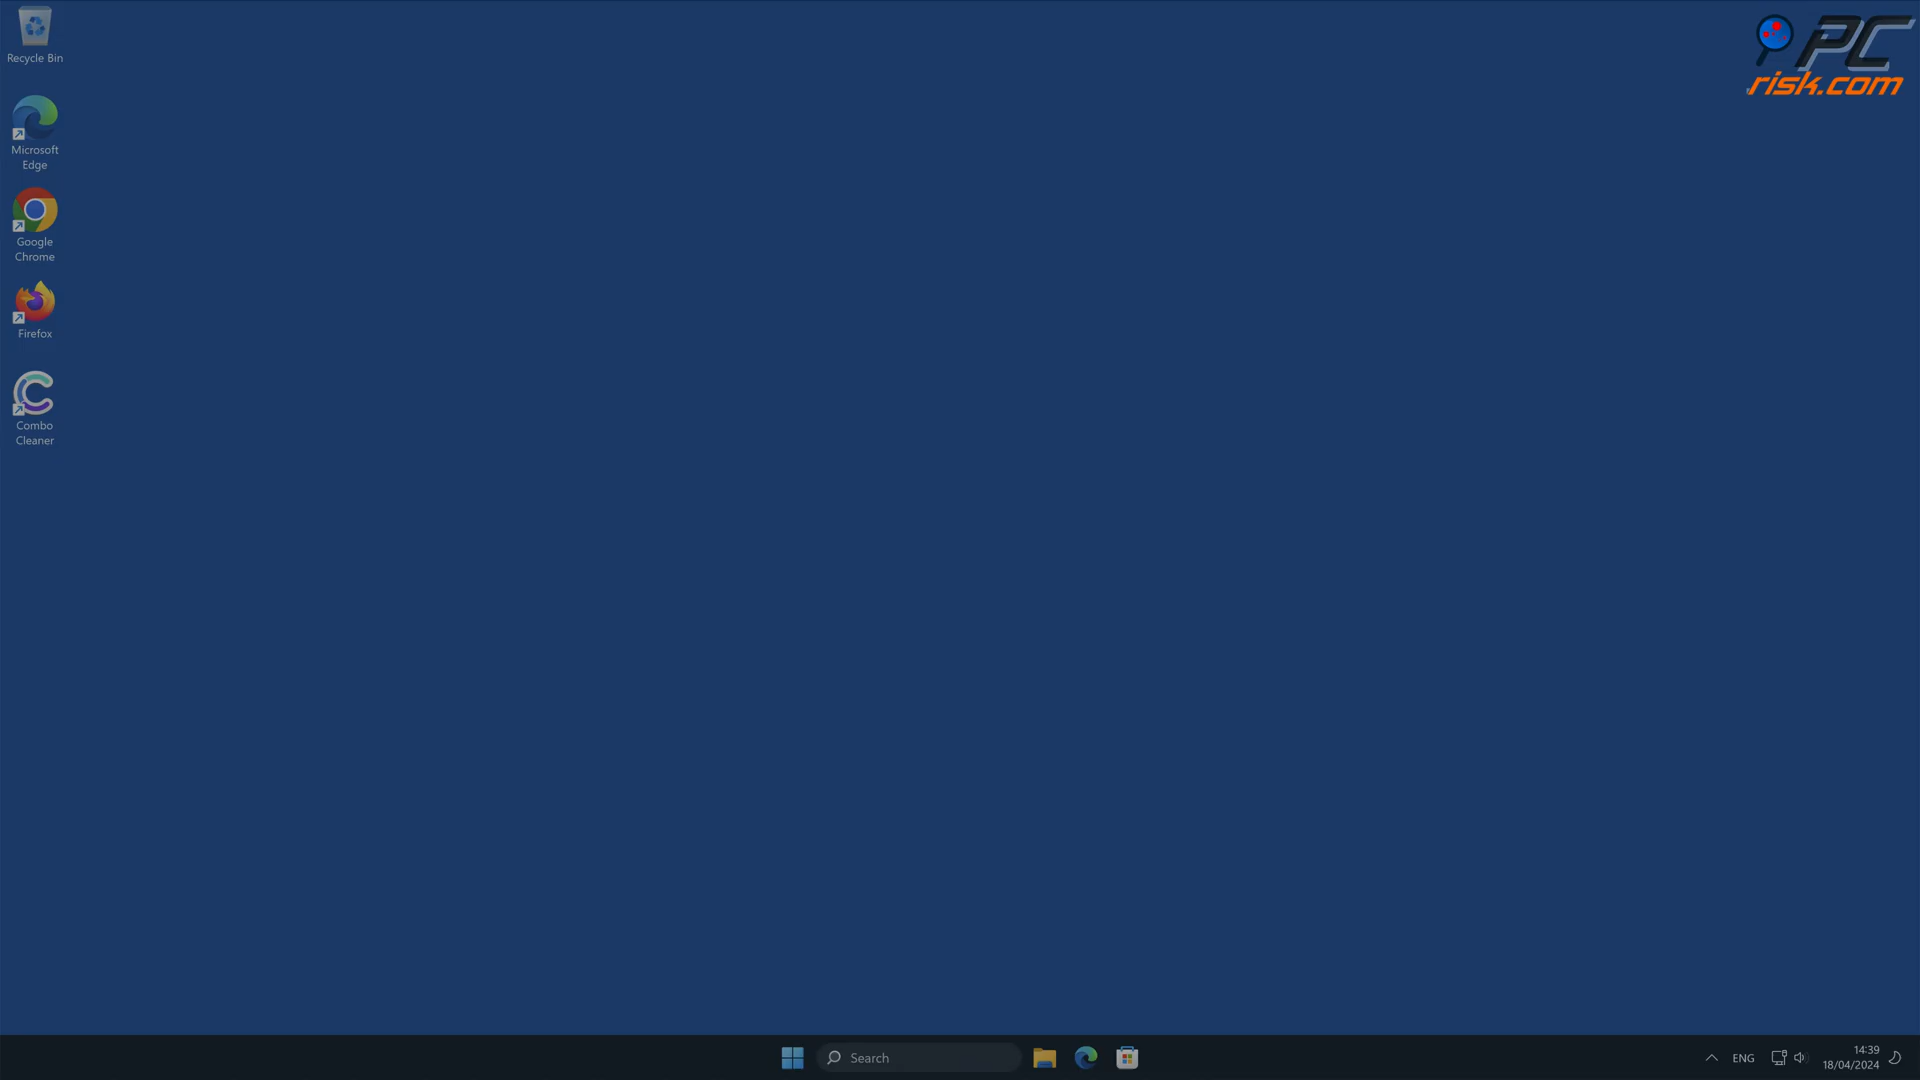 Recycle Bin
PC
risk.com
Microsoft
Edge
Google
Chrome
Firefox
Combo
Cleaner
Search
ENG
14:39
18/04/2024